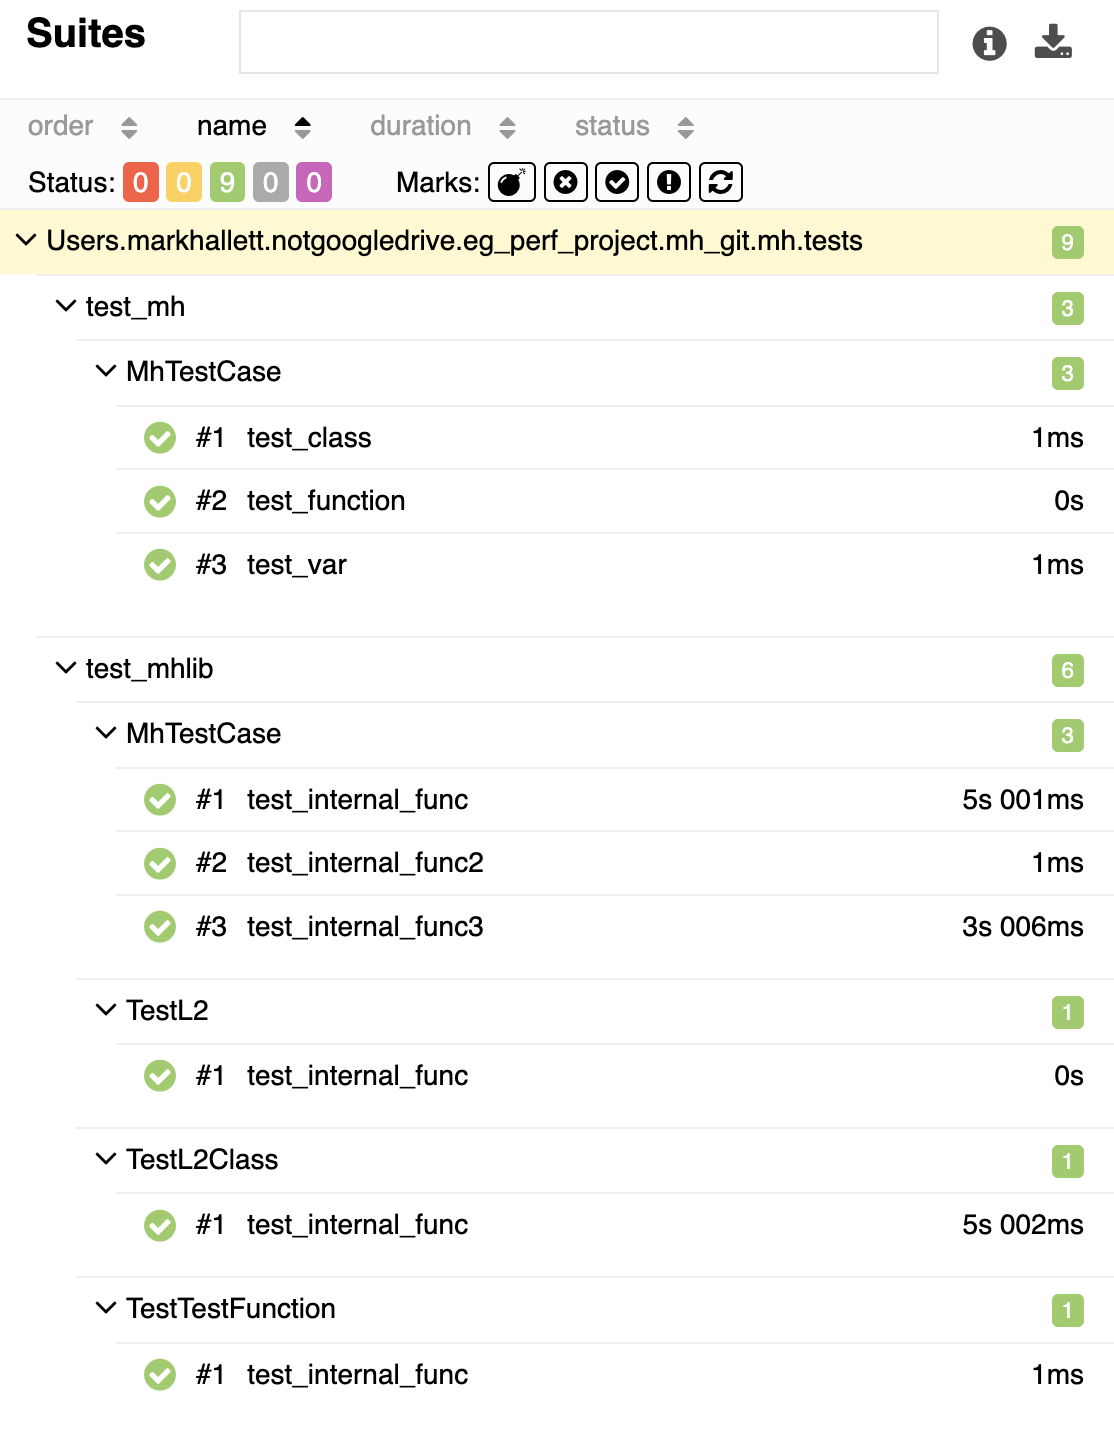 Suites
order name duration status
Status: 0 0 9 0 0 Marks:
Users.markhallett.notgoogledrive.eg_perf_project.mh_git.mh.tests 9
test_mh 3
MhTestCase 3
#1 test_class 1ms
#2 test_function 0s
#3 test_var 1ms
test_mhlib 6
MhTestCase 3
#1 test_internal_func 5s 001ms
#2 test_internal_func2 1ms
#3 test_internal_func3 3s 006ms
TestL2 1
#1 test_internal_func 0s
TestL2Class 1
#1 test_internal_func 5s 002ms
TestTestFunction 1
#1 test_internal_func 1ms